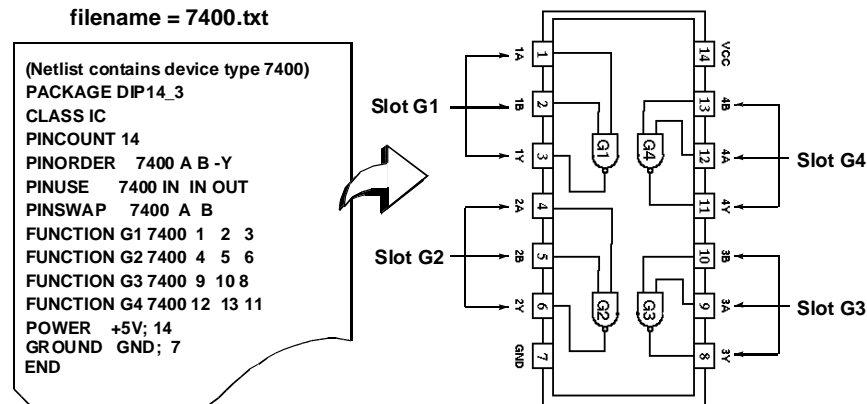 filename = 7400.txt
(Netlist contains device type 7400)
PACKAGE DIP14_3
CLASS IC
PINCOUNT 14
PINORDER 7400 A B -Y
PINUSE 7400 IN IN OUT
PINSWAP 7400 A B
FUNCTION G1 7400 1 2 3
FUNCTION G2 7400 4 5 6
FUNCTION G3 7400 9 10 8
FUNCTION G4 7400 12 13 11
POWER +5V; 14
GROUND GND; 7
END
Slot G1
Slot G2
1A
1B
1Y
2A
2B
2Y
GND
1
2
3
4
5
6
7
G1
G4
G2
G3
14
13
12
11
10
9
8
VCC
4B
4A
4Y
3B
3A
3Y
Slot G4
Slot G3